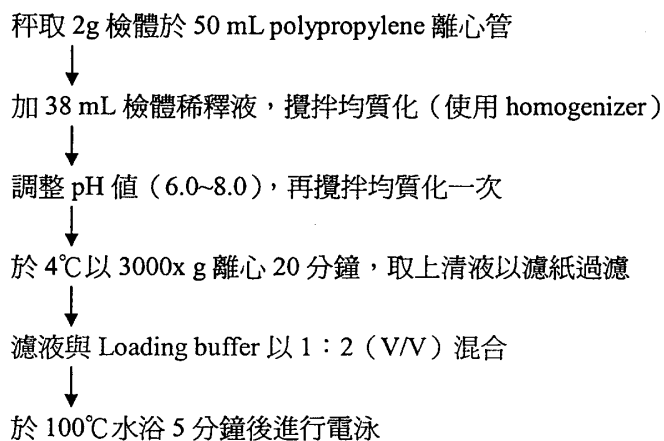 秤取 2g 檢體於 50 mL polypropylene 離心管
加 38 mL 檢體稀釋液，攪拌均質化（使用 homogenizer）
調整 pH 值（6.0~8.0），再攪拌均質化一次
於 4℃以 3000x g 離心 20 分鐘，取上清液以濾紙過濾
濾液與 Loading buffer 以 1：2（V/V）混合
於 100℃水浴 5 分鐘後進行電泳